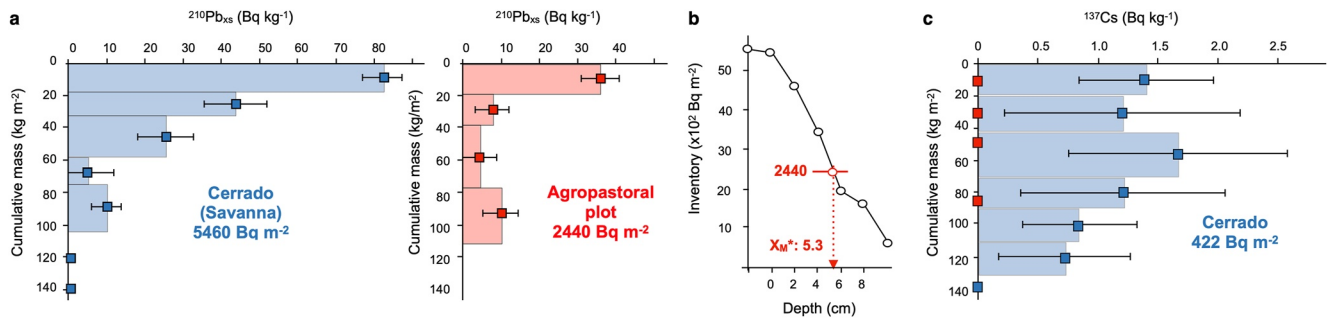 a
²¹⁰Pbxs (Bq kg⁻¹)
0 10 20 30 40 50 60 70 80
Cumulative mass (kg m⁻²)
0
20
40
60
80
100
120
140
Cerrado
(Savanna)
5460 Bq m⁻²
²¹⁰Pbxs (Bq kg⁻¹)
0 10 20 30 40
Cumulative mass (kg/m²)
0
20
40
60
80
100
120
140
Agropastoral
plot
2440 Bq m⁻²
b
Inventory (x10² Bq m⁻²)
50
40
30
20
10
2440
X_M*: 5.3
0 2 4 6 8
Depth (cm)
c
¹³⁷Cs (Bq kg⁻¹)
0 0.5 1.0 1.5 2.0 2.5
Cumulative mass (kg m⁻²)
0
20
40
60
80
100
120
140
Cerrado
422 Bq m⁻²